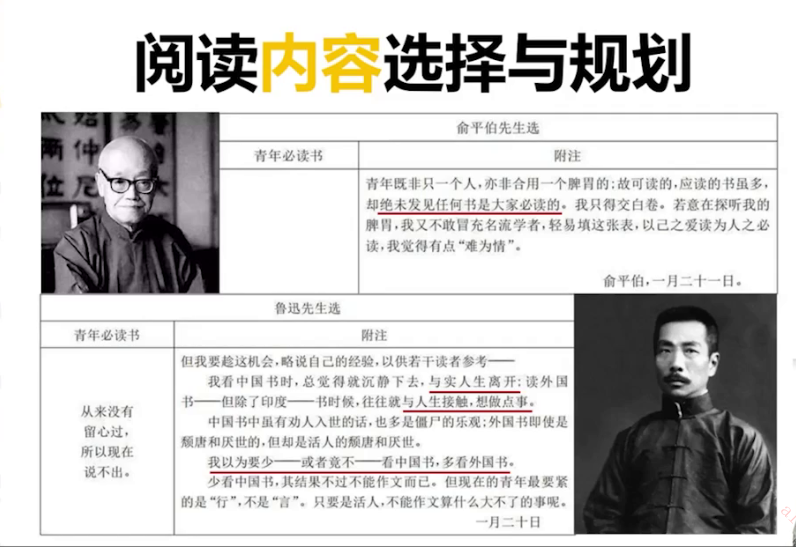 阅读内容选择与规划
俞平伯先生选
青年必读书
附注
青年既非只一个人，亦非合用一个脾胃的；故可读的，应读的书虽多，
却绝未发见任何书是大家必读的。我只得交白卷。若意在探听我的
脾胃，我又不敢冒充名流学者，轻易填这张表，以己之爱读为人之必
读，我觉得有点“难为情”。
俞平伯，一月二十一日。
鲁迅先生选
青年必读书
附注
从来没有
留心过，
所以现在
说不出。
但我要趁这机会，略说自己的经验，以供若干读者参考——
我看中国书时，总觉得就沉静下去，与实人生离开；读外国
书——但除了印度——书时候，往往就与人生接触，想做点事。
中国书中虽有劝人入世的话，也多是僵尸的乐观；外国书即使是
颓唐和厌世的，但却是活人的颓唐和厌世。
我以为要少——或者竟不——看中国书，多看外国书。
少看中国书，其结果不过不能作文而已。但现在的青年最要紧
的是“行”，不是“言”。只要是活人，不能作文算什么大不了的事呢。
一月二十日